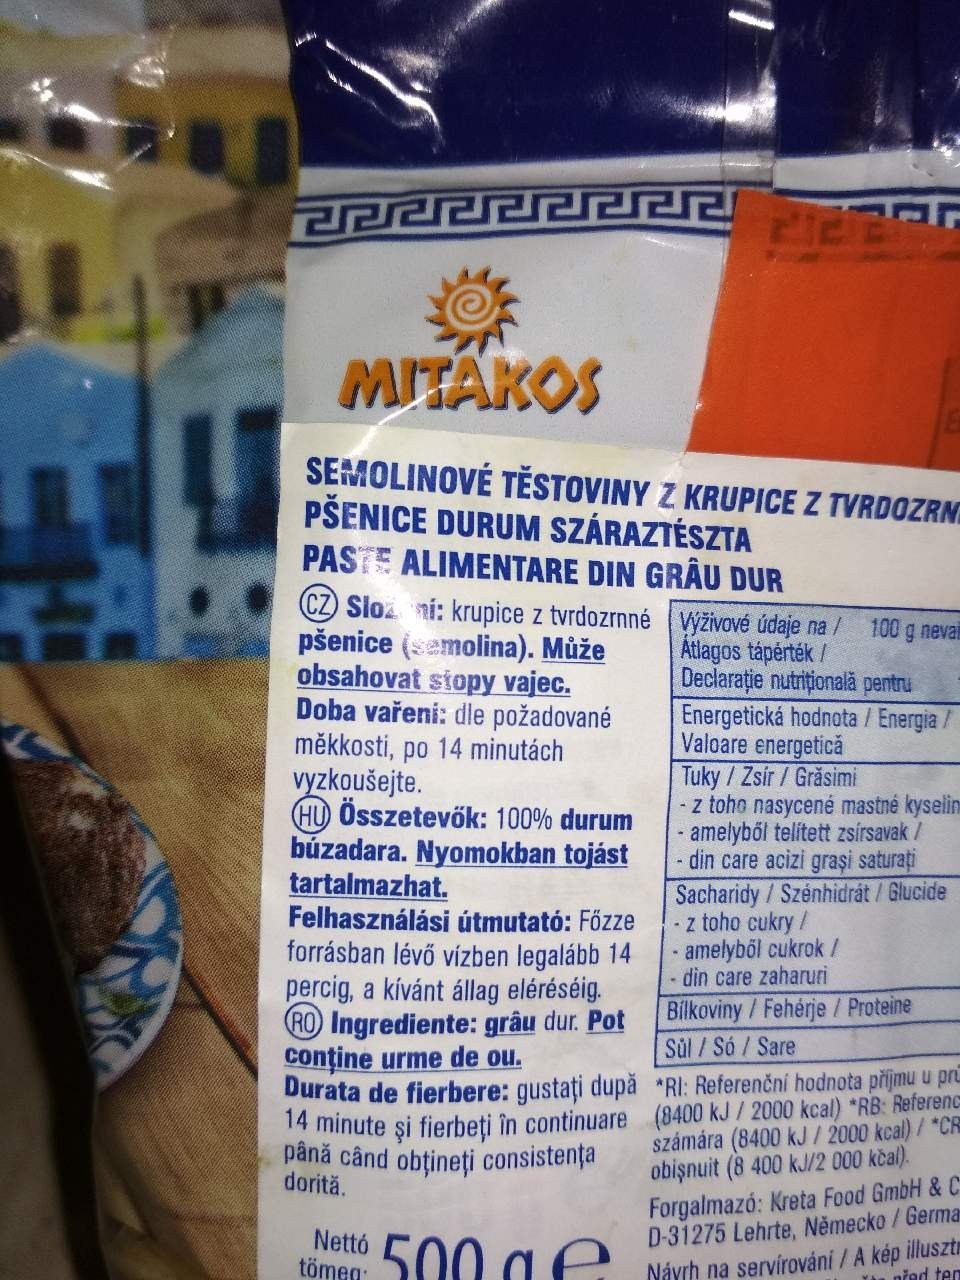 MITAKOS
SEMOLINOVÉ TĚSTOVINY Z KRUPICE Z
PŠENICE DURUM SZÁRAZTÉSZTA
PASTE ALIMENTARE DIN GRÂU DUR
CZ Složení: krupice z tvrdozrnné
pšenice (semolina). Může
obsahovat stopy vajec.
Doba vaření: dle požadované
měkkosti, po 14 minutách
vyzkoušejte.
HU Összetevők: 100% durum
búzadara. Nyomokban tojást
tartalmazhat.
Felhasználási útmutató: Főzze
forrásban lévő vízben legalább 14
percig, a kívánt állag eléréséig.
RO Ingrediente: grâu dur. Pot
conține urme de ou.
Durata de fierbere: gustați după
14 minute și fierbeți în continuare
până când obțineți consistența
dorită.
Nettó
tömeg: 500 g e
Výživové údaje na / 100 g
Átlagos tápérték /
Declarație nutrițională pentru
Energetická hodnota / Energia /
Valoare energetică
Tuky / Zsír / Grăsimi
- z toho nasycené mastné
- amelyből telített zsírsavak /
- din care acizi grași saturați
Sacharidy / Szénhidrát / Glucide
- z toho cukry /
- amelyből cukrok /
- din care zaharuri
Bílkoviny / Fehérje / Proteine
Sůl / Só / Sare
*RI: Referenční hodnota příjmu u
(8400 kJ / 2000 kcal) *RB:
számára (8400 kJ / 2000 kcal) /
obișnuit (8 400 kJ/2 000 kcal).
Forgalmazó: Kreta Food GmbH &
D-31275 Lehrte, Německo /
Návrh na servírování / A kép